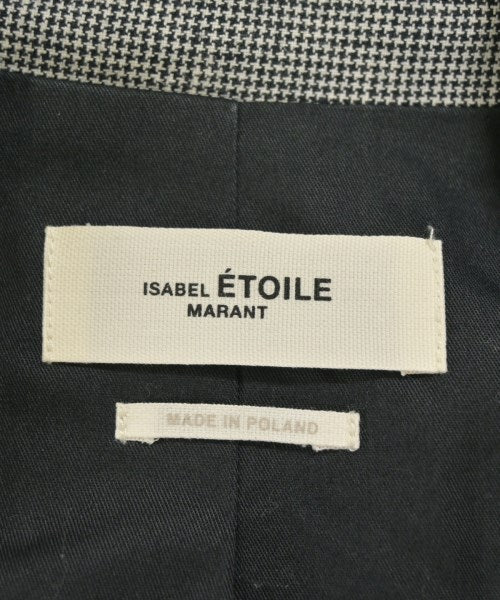 ISABEL ÉTOILE
MARANT
MADE IN POLAND